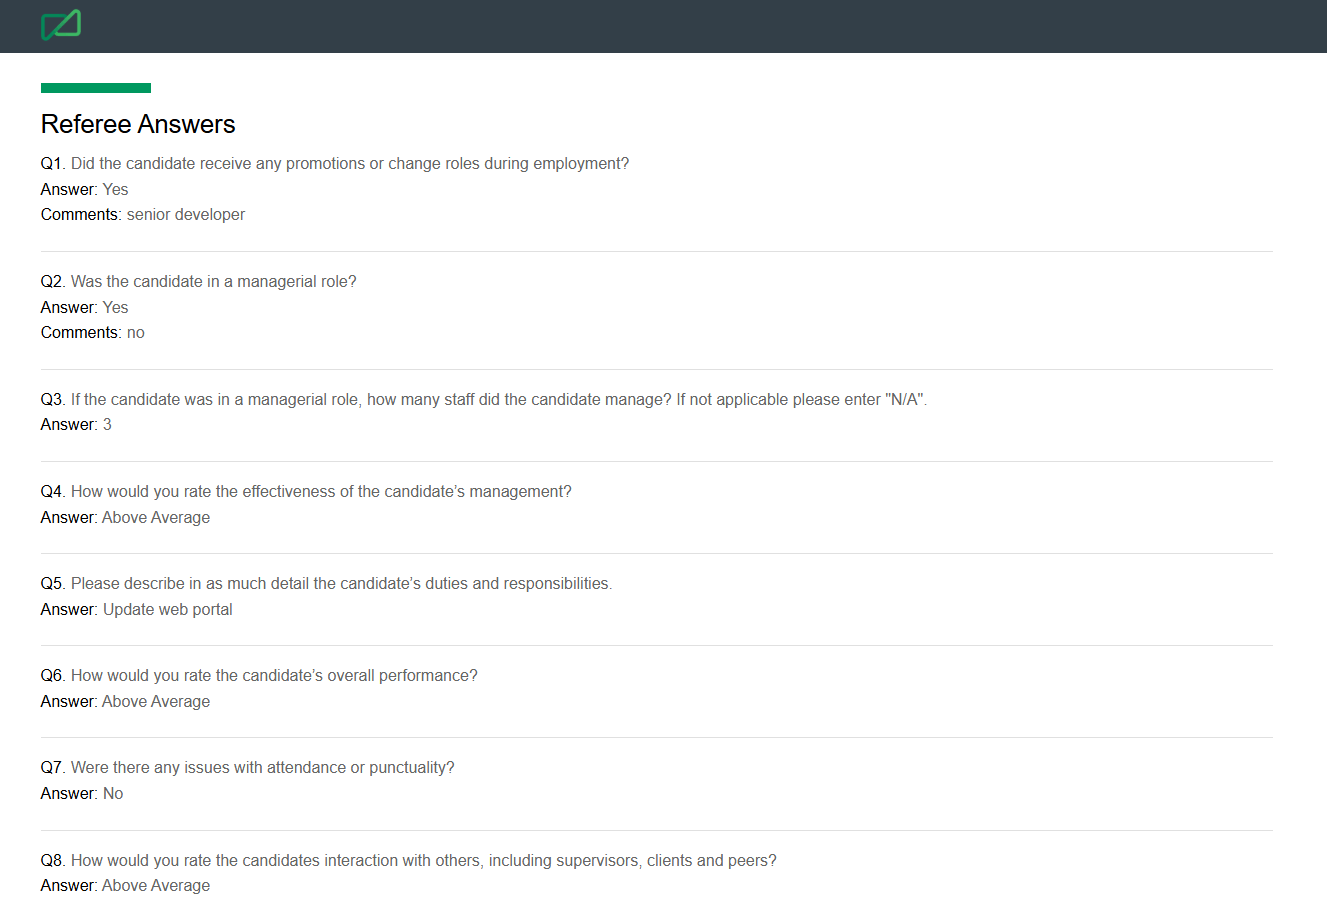 Referee Answers
Q1. Did the candidate receive any promotions or change roles during employment?
Answer: Yes
Comments: senior developer
Q2. Was the candidate in a managerial role?
Answer: Yes
Comments: no
Q3. If the candidate was in a managerial role, how many staff did the candidate manage? If not applicable please enter "N/A".
Answer: 3
Q4. How would you rate the effectiveness of the candidate’s management?
Answer: Above Average
Q5. Please describe in as much detail the candidate’s duties and responsibilities.
Answer: Update web portal
Q6. How would you rate the candidate’s overall performance?
Answer: Above Average
Q7. Were there any issues with attendance or punctuality?
Answer: No
Q8. How would you rate the candidates interaction with others, including supervisors, clients and peers?
Answer: Above Average